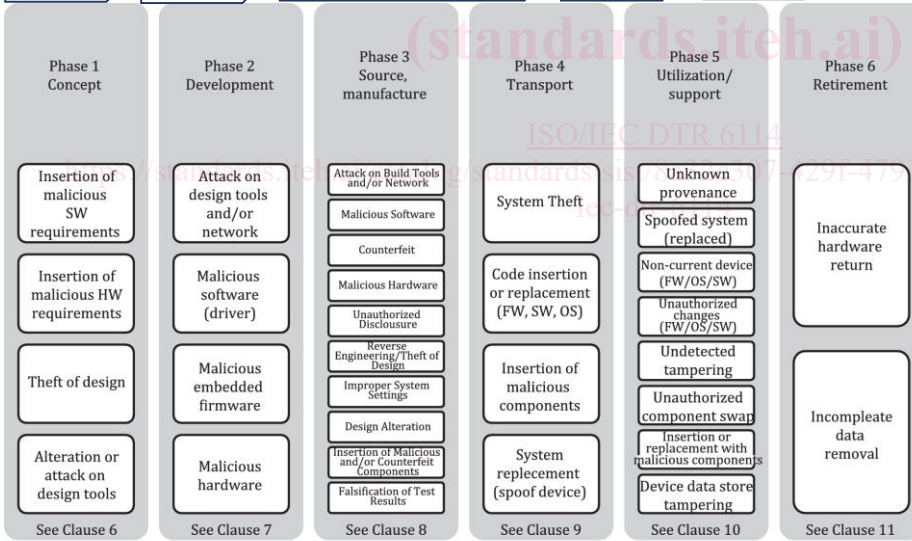 (standards.iteh.ai)
ISO/IEC DTR 6114
Phase 1
Concept
Insertion of
malicious
SW
requirements
Insertion of
malicious HW
requirements
Theft of design
Alteration or
attack on
design tools
See Clause 6
Phase 2
Development
Attack on
design tools
and/or
network
Malicious
software
(driver)
Malicious
embedded
firmware
Malicious
hardware
See Clause 7
Phase 3
Source,
manufacture
Attack on Build Tools
and/or Network
Malicious Software
Counterfeit
Malicious Hardware
Unauthorized
Disclousure
Reverse
Engineering/Theft of
Design
Improper System
Settings
Design Alteration
Insertion of Malicious
and/or Counterfeit
Components
Falsification of Test
Results
See Clause 8
Phase 4
Transport
System Theft
Code insertion
or replacement
(FW, SW, OS)
Insertion of
malicious
components
System
replecement
(spoof device)
See Clause 9
Phase 5
Utilization/
support
Unknown
provenance
Spoofed system
(replaced)
Non-current device
(FW/OS/SW)
Unauthorized
changes
(FW/OS/SW)
Undetected
tampering
Unauthorized
component swap
Insertion or
replacement with
malicious components
Device data store
tampering
See Clause 10
Phase 6
Retirement
Inaccurate
hardware
return
Incompleate
data
removal
See Clause 11